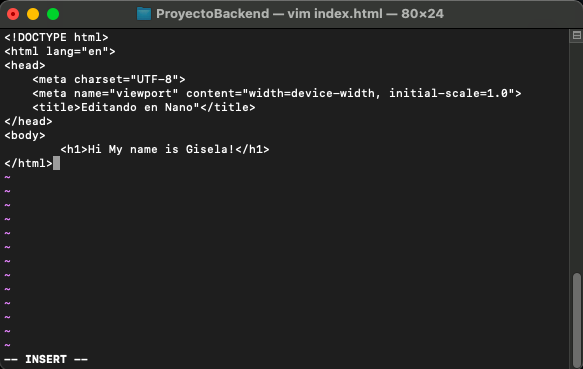 ProyectoBackend — vim index.html — 80×24
<!DOCTYPE html>
<html lang="en">
<head>
    <meta charset="UTF-8">
    <meta name="viewport" content="width=device-width, initial-scale=1.0">
    <title>Editando en Nano"</title>
</head>
<body>
        <h1>Hi My name is Gisela!</h1>
</html>
~
~
~
~
~
~
~
~
~
~
~
~
~
-- INSERT --